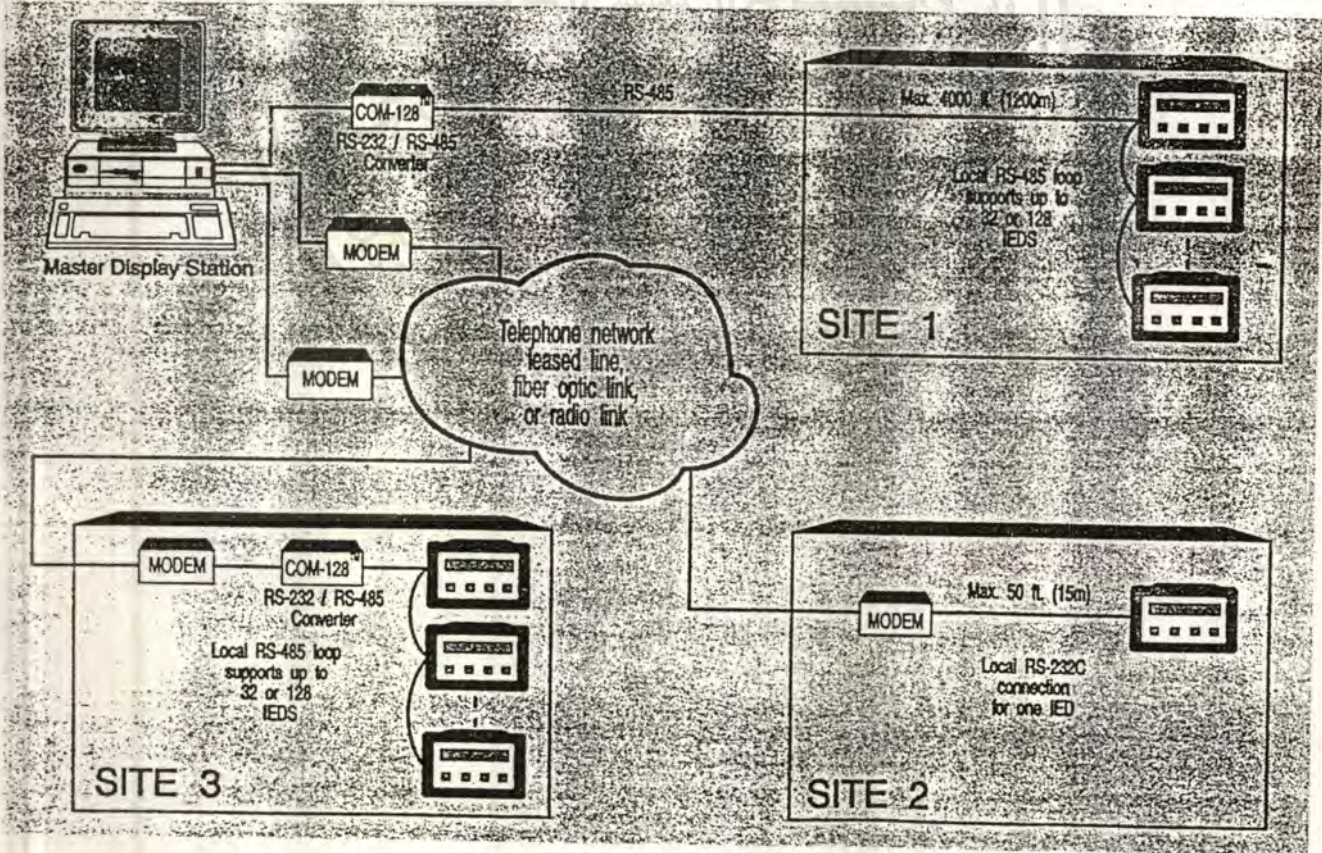 COM-128™
RS-232 / RS-485
Converter
RS-485
Max. 4000 ft. (1200m)
Local RS-485 loop
supports up to
32 or 128
IEDS
SITE 1
Master Display Station
MODEM
MODEM
Telephone network
leased line,
fiber optic link,
or radio link
MODEM
COM-128™
RS-232 / RS-485
Converter
Local RS-485 loop
supports up to
32 or 128
IEDS
SITE 3
MODEM
Max. 50 ft. (15m)
Local RS-232C
connection
for one IED
SITE 2